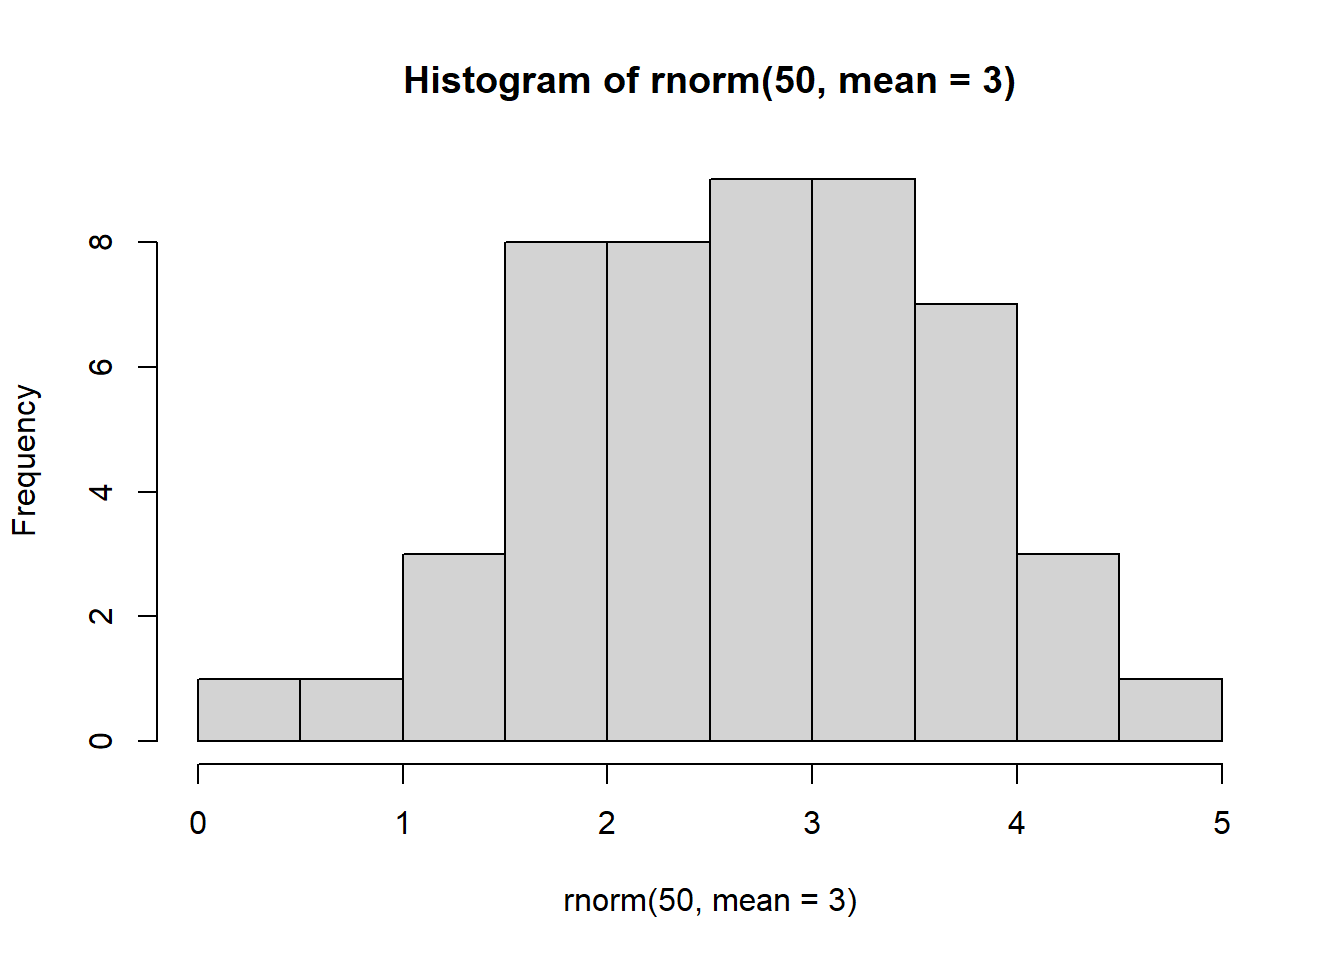 Histogram of rnorm(50, mean = 3)
Frequency
8
6
4
2
0
0 1 2 3 4 5
rnorm(50, mean = 3)